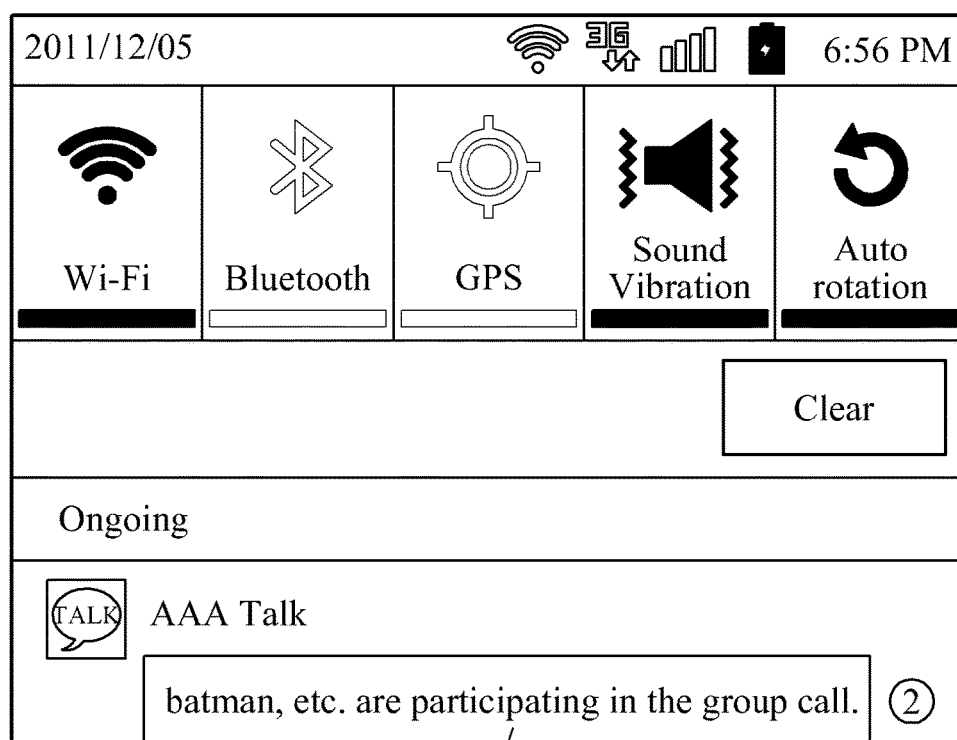 2011/12/05 3G 6:56 PM
Wi-Fi Bluetooth GPS Sound Vibration Auto rotation
Clear
Ongoing
TALK AAA Talk
batman, etc. are participating in the group call. 2